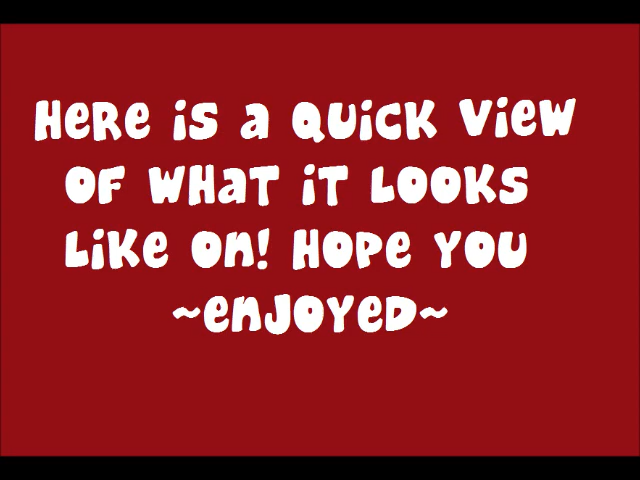 Here is a quick view
of what it looks
like on! Hope you
~enjoyed~